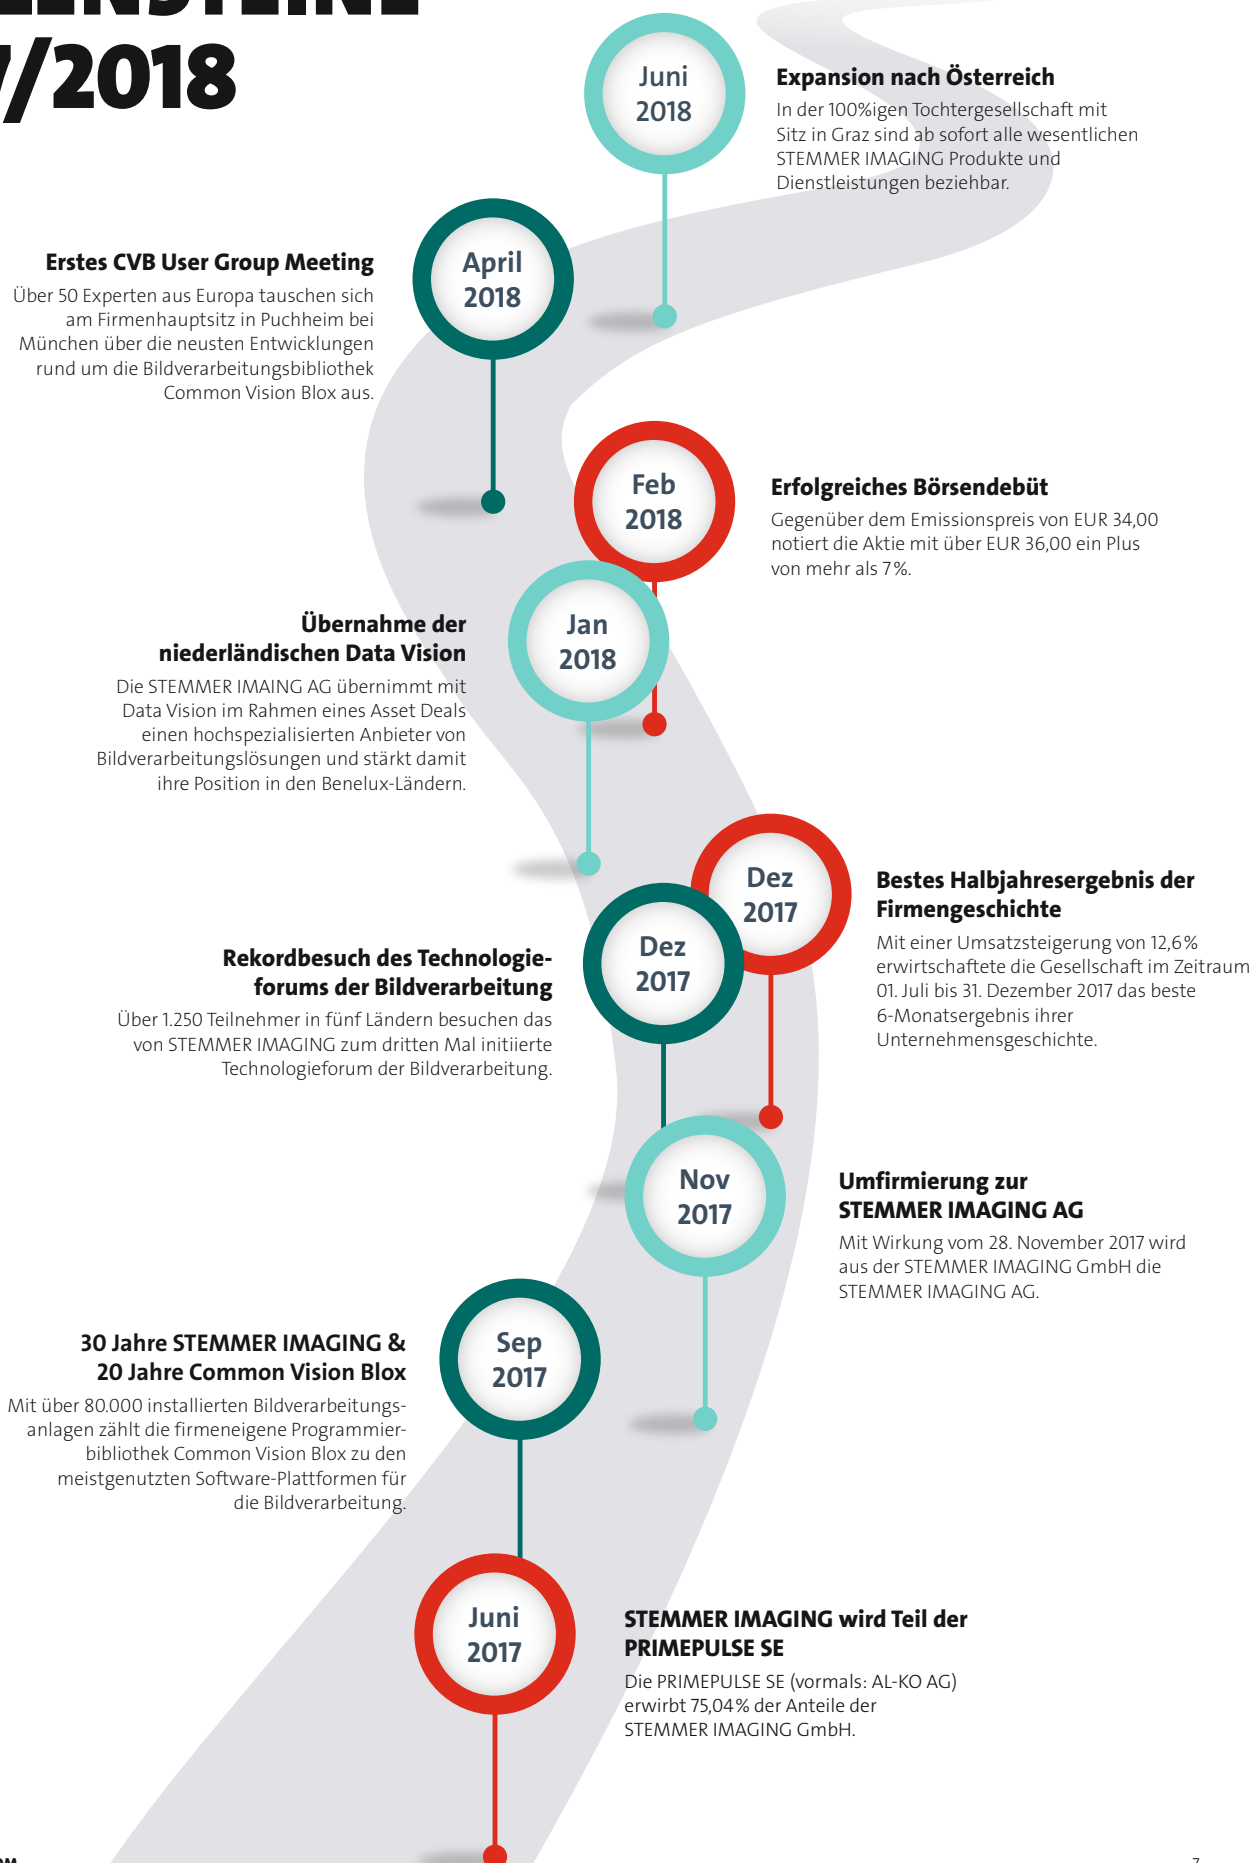 7/2018
Juni
2018
Expansion nach Österreich
In der 100%igen Tochtergesellschaft mit
Sitz in Graz sind ab sofort alle wesentlichen
STEMMER IMAGING Produkte und
Dienstleistungen beziehbar.
April
2018
Erstes CVB User Group Meeting
Über 50 Experten aus Europa tauschen sich
am Firmenhauptsitz in Puchheim bei
München über die neusten Entwicklungen
rund um die Bildverarbeitungsbibliothek
Common Vision Blox aus.
Feb
2018
Erfolgreiches Börsendebüt
Gegenüber dem Emissionspreis von EUR 34,00
notiert die Aktie mit über EUR 36,00 ein Plus
von mehr als 7%.
Jan
2018
Übernahme der
niederländischen Data Vision
Die STEMMER IMAING AG übernimmt mit
Data Vision im Rahmen eines Asset Deals
einen hochspezialisierten Anbieter von
Bildverarbeitungslösungen und stärkt damit
ihre Position in den Benelux-Ländern.
Dez
2017
Bestes Halbjahresergebnis der
Firmengeschichte
Mit einer Umsatzsteigerung von 12,6%
erwirtschaftete die Gesellschaft im Zeitraum
01. Juli bis 31. Dezember 2017 das beste
6-Monatsergebnis ihrer
Unternehmensgeschichte.
Dez
2017
Rekordbesuch des Technologie-
forums der Bildverarbeitung
Über 1.250 Teilnehmer in fünf Ländern besuchen das
von STEMMER IMAGING zum dritten Mal initiierte
Technologieforum der Bildverarbeitung.
Nov
2017
Umfirmierung zur
STEMMER IMAGING AG
Mit Wirkung vom 28. November 2017 wird
aus der STEMMER IMAGING GmbH die
STEMMER IMAGING AG.
Sep
2017
30 Jahre STEMMER IMAGING &
20 Jahre Common Vision Blox
Mit über 80.000 installierten Bildverarbeitungs-
anlagen zählt die firmeneigene Programmier-
bibliothek Common Vision Blox zu den
meistgenutzten Software-Plattformen für
die Bildverarbeitung.
Juni
2017
STEMMER IMAGING wird Teil der
PRIMEPULSE SE
Die PRIMEPULSE SE (vormals: AL-KO AG)
erwirbt 75,04% der Anteile der
STEMMER IMAGING GmbH.